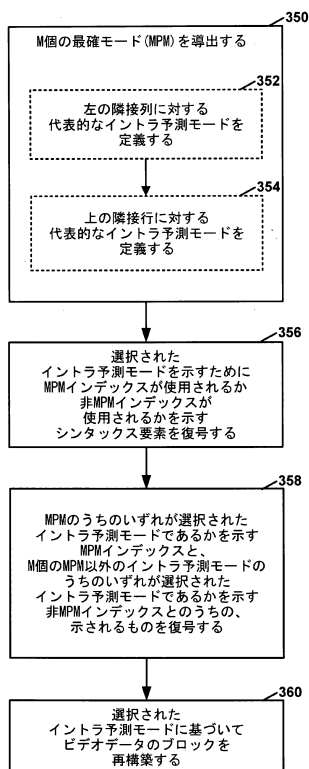 350
M個の最確モード(MPM)を導出する
352
左の隣接列に対する
代表的なイントラ予測モードを
定義する
354
上の隣接行に対する
代表的なイントラ予測モードを
定義する
356
選択された
イントラ予測モードを示すために
MPMインデックスが使用されるか
非MPMインデックスが
使用されるかを示す
シンタックス要素を復号する
358
MPMのうちのいずれが選択された
イントラ予測モードであるかを示す
MPMインデックスと、
M個のMPM以外のイントラ予測モードの
うちのいずれが選択された
イントラ予測モードであるかを示す
非MPMインデックスとのうちの、
示されるものを復号する
360
選択された
イントラ予測モードに基づいて
ビデオデータのブロックを
再構築する